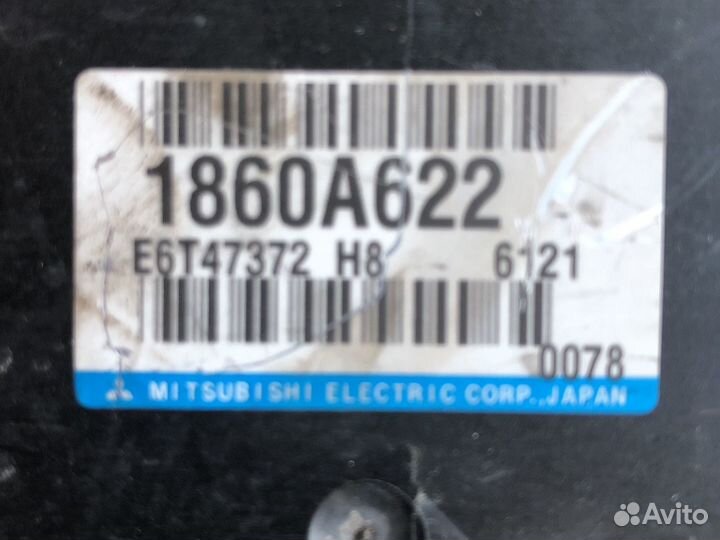 1860A622
E6T47372 H8 6121
0078
MITSUBISHI ELECTRIC CORP.,JAPAN
Avito